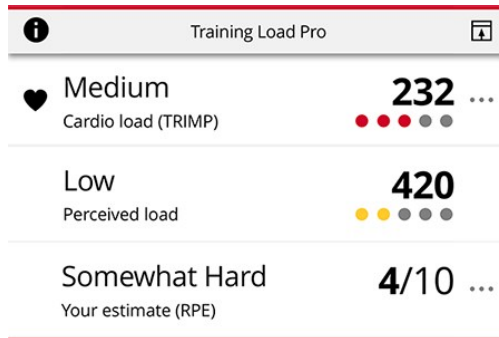 Training Load Pro
Medium
232
Cardio load (TRIMP)
Low
420
Perceived load
Somewhat Hard
4/10
Your estimate (RPE)